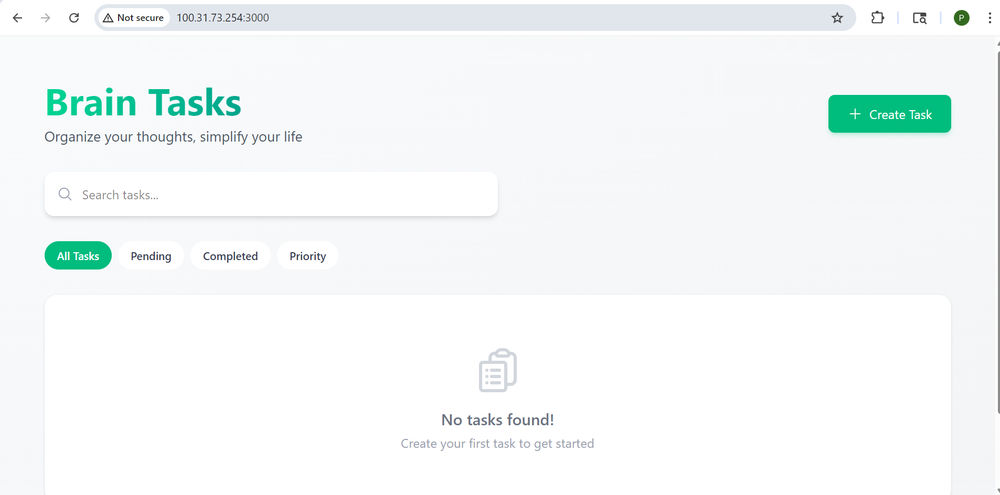 Not secure 100.31.73.254:3000
P
Brain Tasks
Organize your thoughts, simplify your life
Create Task
Search tasks...
All Tasks Pending Completed Priority
No tasks found!
Create your first task to get started